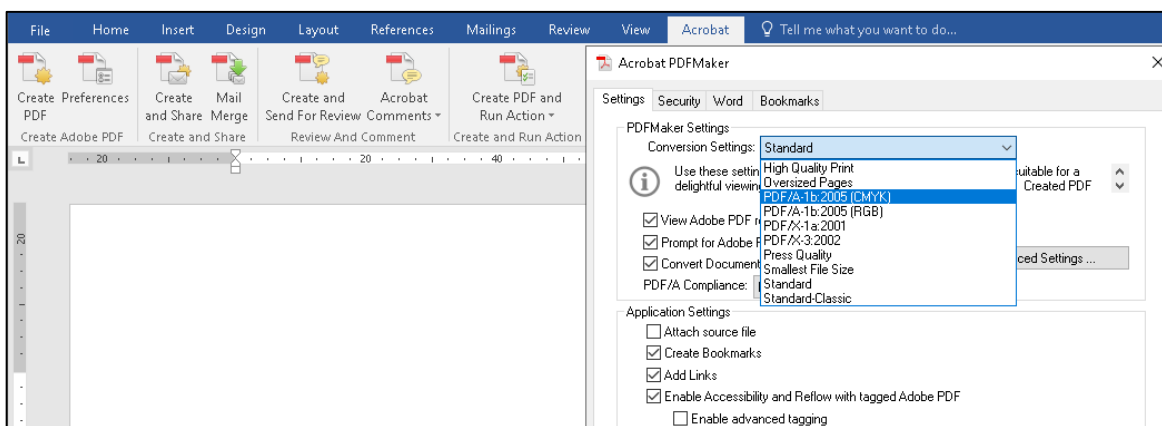 File Home Insert Design Layout References Mailings Review View Acrobat Tell me what you want to do...
Create PDF
Preferences
Create and Share
Mail Merge
Create and Send For Review
Acrobat Comments
Create PDF and Run Action
Create Adobe PDF
Create and Share
Review And Comment
Create and Run Action
L
20 20 40
20
Acrobat PDFMaker
Settings Security Word Bookmarks
PDFMaker Settings
Conversion Settings: Standard
Use these settin
uitable for a
delightful viewin
Created PDF
High Quality Print
Oversized Pages
PDF/A-1b:2005 (CMYK)
PDF/A-1b:2005 (RGB)
PDF/X-1a:2001
PDF/X-3:2002
Press Quality
Smallest File Size
Standard
Standard-Classic
View Adobe PDF r
Prompt for Adobe P
Convert Document
ced Settings ...
PDF/A Compliance:
Application Settings
Attach source file
Create Bookmarks
Add Links
Enable Accessibility and Reflow with tagged Adobe PDF
Enable advanced tagging